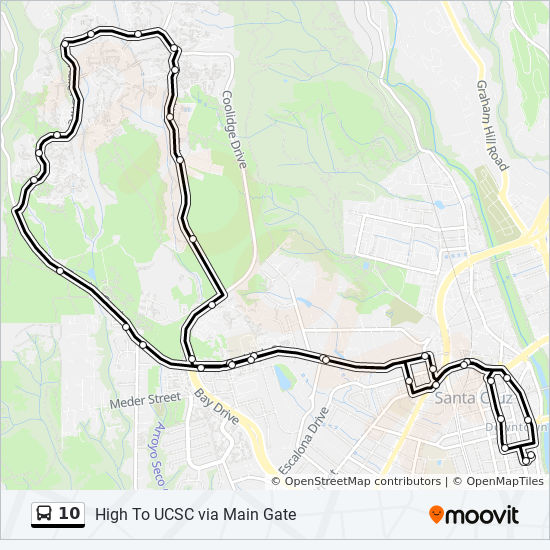 Coolidge Drive
Graham Hill Road
Meder Street
Bay Drive
Arroyo Seco
Escalona Drive
Santa Cruz
Downtown
© OpenStreetMap contributors | © OpenMapTiles
10 High To UCSC via Main Gate
moovit